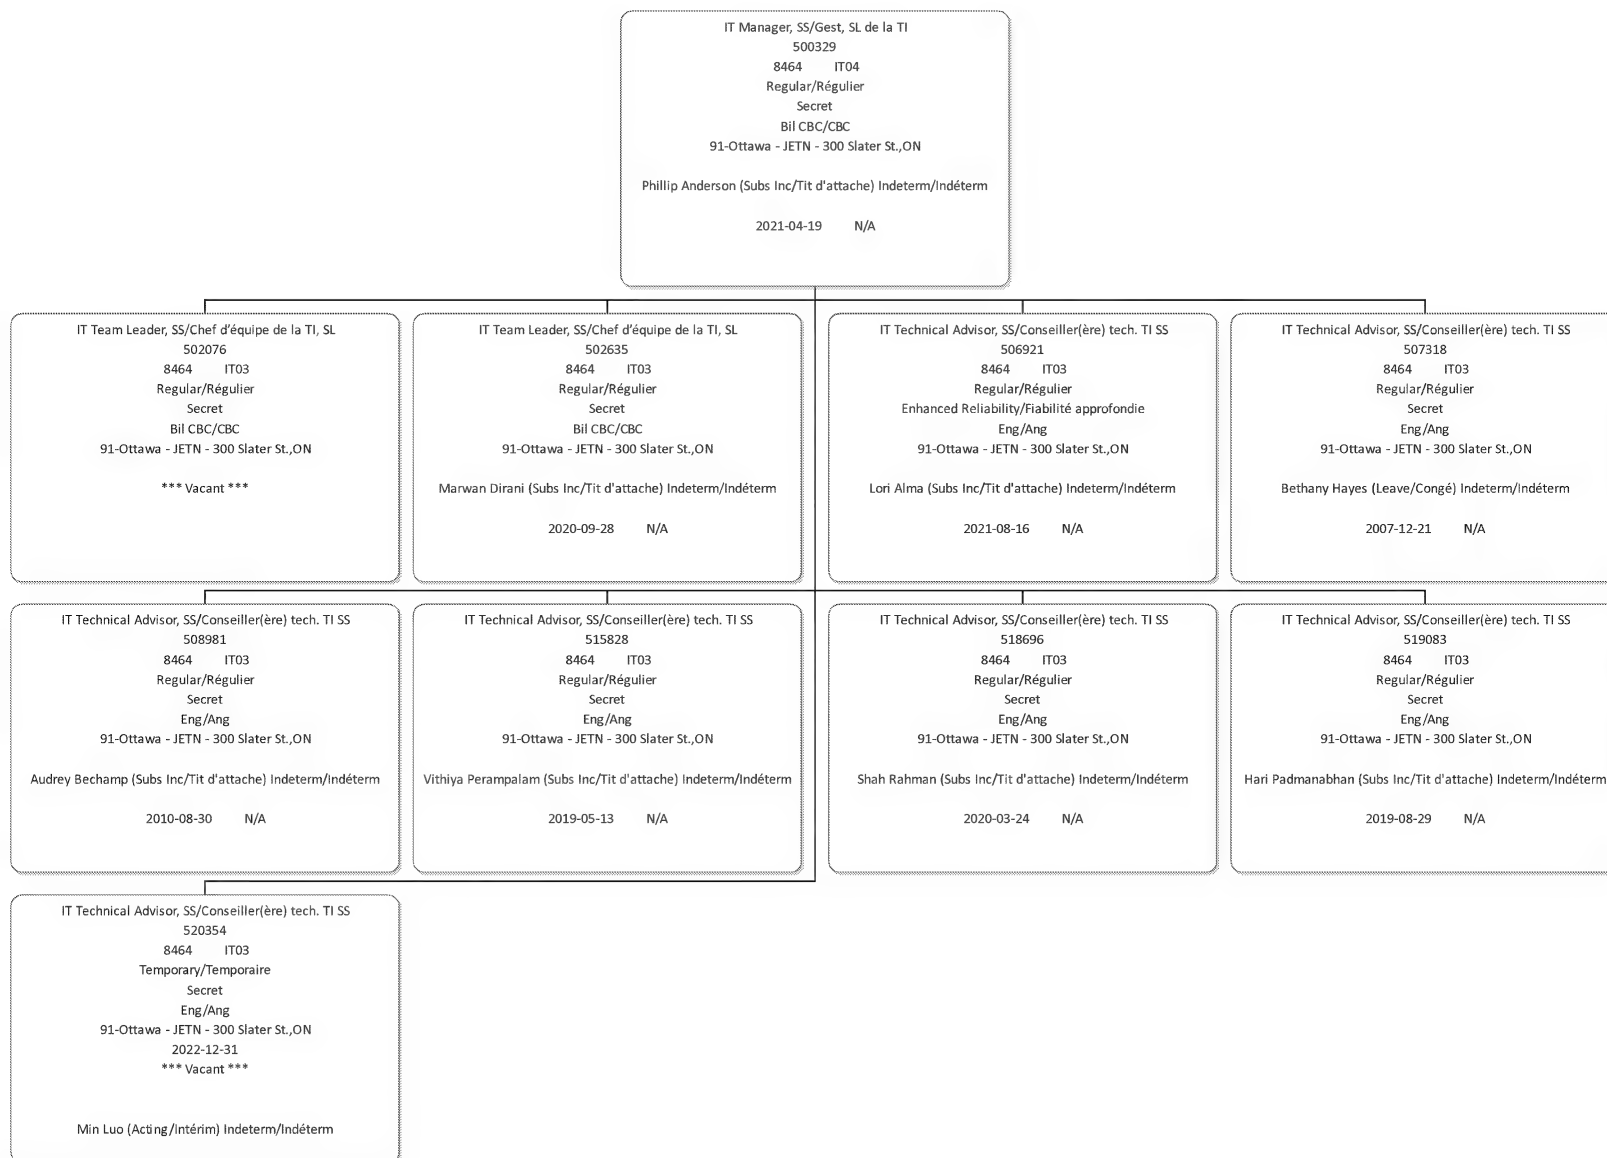 IT Manager, SS/Gest, SL de la TI
500329
8464 IT04
Regular/Régulier
Secret
Bil CBC/CBC
91-Ottawa - JETN - 300 Slater St.,ON
Phillip Anderson (Subs Inc/Tit d'attache) Indeterm/Indéterm
2021-04-19 N/A
IT Team Leader, SS/Chef d’équipe de la TI, SL
502076
8464 IT03
Regular/Régulier
Secret
Bil CBC/CBC
91-Ottawa - JETN - 300 Slater St.,ON
*** Vacant ***
IT Team Leader, SS/Chef d’équipe de la TI, SL
502635
8464 IT03
Regular/Régulier
Secret
Bil CBC/CBC
91-Ottawa - JETN - 300 Slater St.,ON
Marwan Dirani (Subs Inc/Tit d'attache) Indeterm/Indéterm
2020-09-28 N/A
IT Technical Advisor, SS/Conseiller(ère) tech. TI SS
506921
8464 IT03
Regular/Régulier
Enhanced Reliability/Fiabilité approfondie
Eng/Ang
91-Ottawa - JETN - 300 Slater St.,ON
Lori Alma (Subs Inc/Tit d'attache) Indeterm/Indéterm
2021-08-16 N/A
IT Technical Advisor, SS/Conseiller(ère) tech. TI SS
507318
8464 IT03
Regular/Régulier
Secret
Eng/Ang
91-Ottawa - JETN - 300 Slater St.,ON
Bethany Hayes (Leave/Congé) Indeterm/Indéterm
2007-12-21 N/A
IT Technical Advisor, SS/Conseiller(ère) tech. TI SS
508981
8464 IT03
Regular/Régulier
Secret
Eng/Ang
91-Ottawa - JETN - 300 Slater St.,ON
Audrey Bechamp (Subs Inc/Tit d'attache) Indeterm/Indéterm
2010-08-30 N/A
IT Technical Advisor, SS/Conseiller(ère) tech. TI SS
515828
8464 IT03
Regular/Régulier
Secret
Eng/Ang
91-Ottawa - JETN - 300 Slater St.,ON
Vithiya Perampalam (Subs Inc/Tit d'attache) Indeterm/Indéterm
2019-05-13 N/A
IT Technical Advisor, SS/Conseiller(ère) tech. TI SS
518696
8464 IT03
Regular/Régulier
Secret
Eng/Ang
91-Ottawa - JETN - 300 Slater St.,ON
Shah Rahman (Subs Inc/Tit d'attache) Indeterm/Indéterm
2020-03-24 N/A
IT Technical Advisor, SS/Conseiller(ère) tech. TI SS
519083
8464 IT03
Regular/Régulier
Secret
Eng/Ang
91-Ottawa - JETN - 300 Slater St.,ON
Hari Padmanabhan (Subs Inc/Tit d'attache) Indeterm/Indéterm
2019-08-29 N/A
IT Technical Advisor, SS/Conseiller(ère) tech. TI SS
520354
8464 IT03
Temporary/Temporaire
Secret
Eng/Ang
91-Ottawa - JETN - 300 Slater St.,ON
2022-12-31
*** Vacant ***
Min Luo (Acting/Intérim) Indeterm/Indéterm